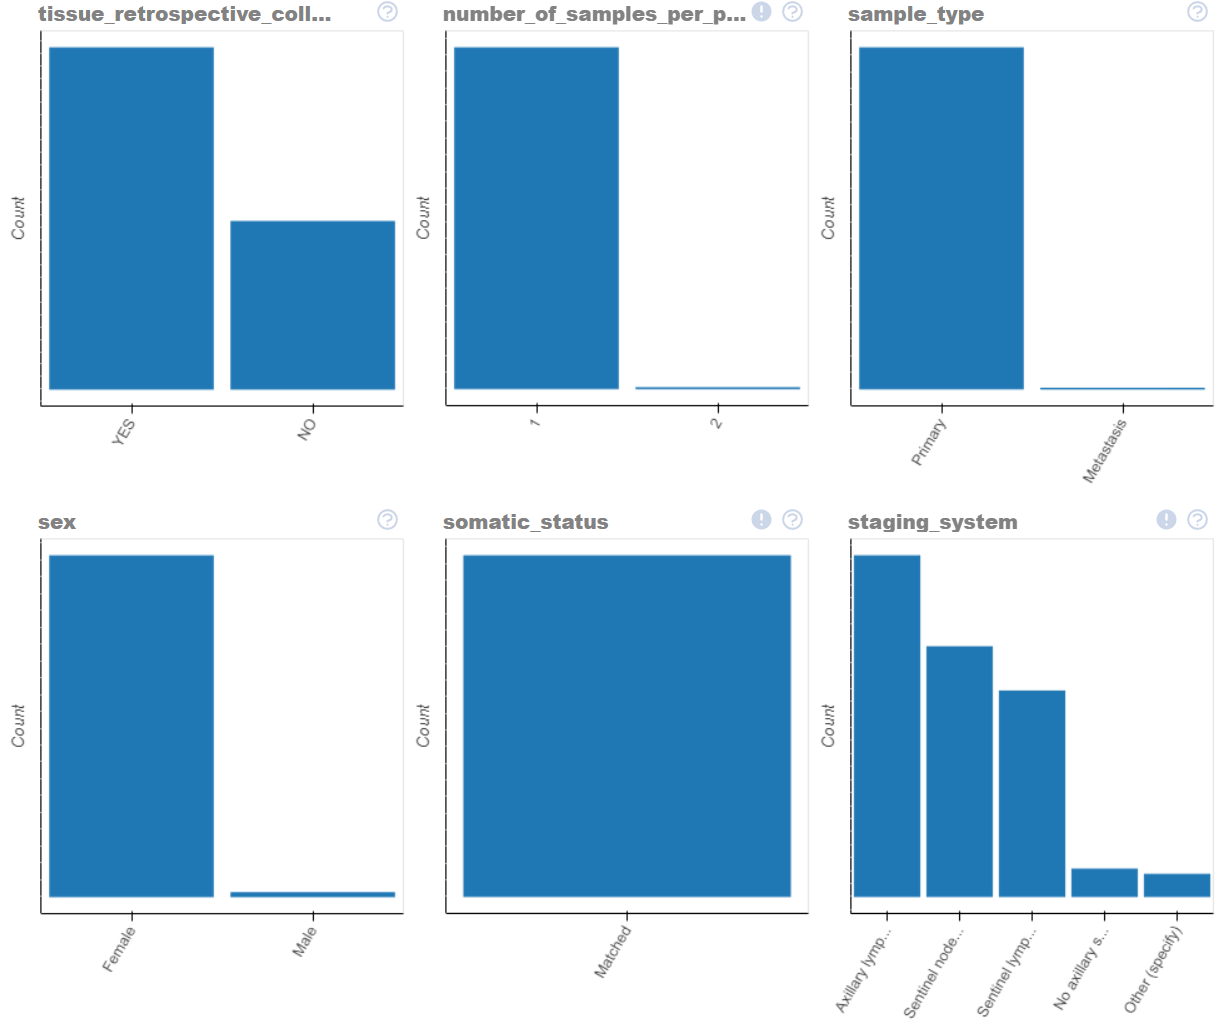 tissue_retrospective_coll...
number_of_samples_per_p...
sample_type
Count
Count
Count
YES
NO
1
2
Primary
Metastasis
sex
somatic_status
staging_system
Count
Count
Count
Female
Male
Matched
Axillary lymp...
Sentinel node...
Sentinel lymp...
No axillary s...
Other (specify)